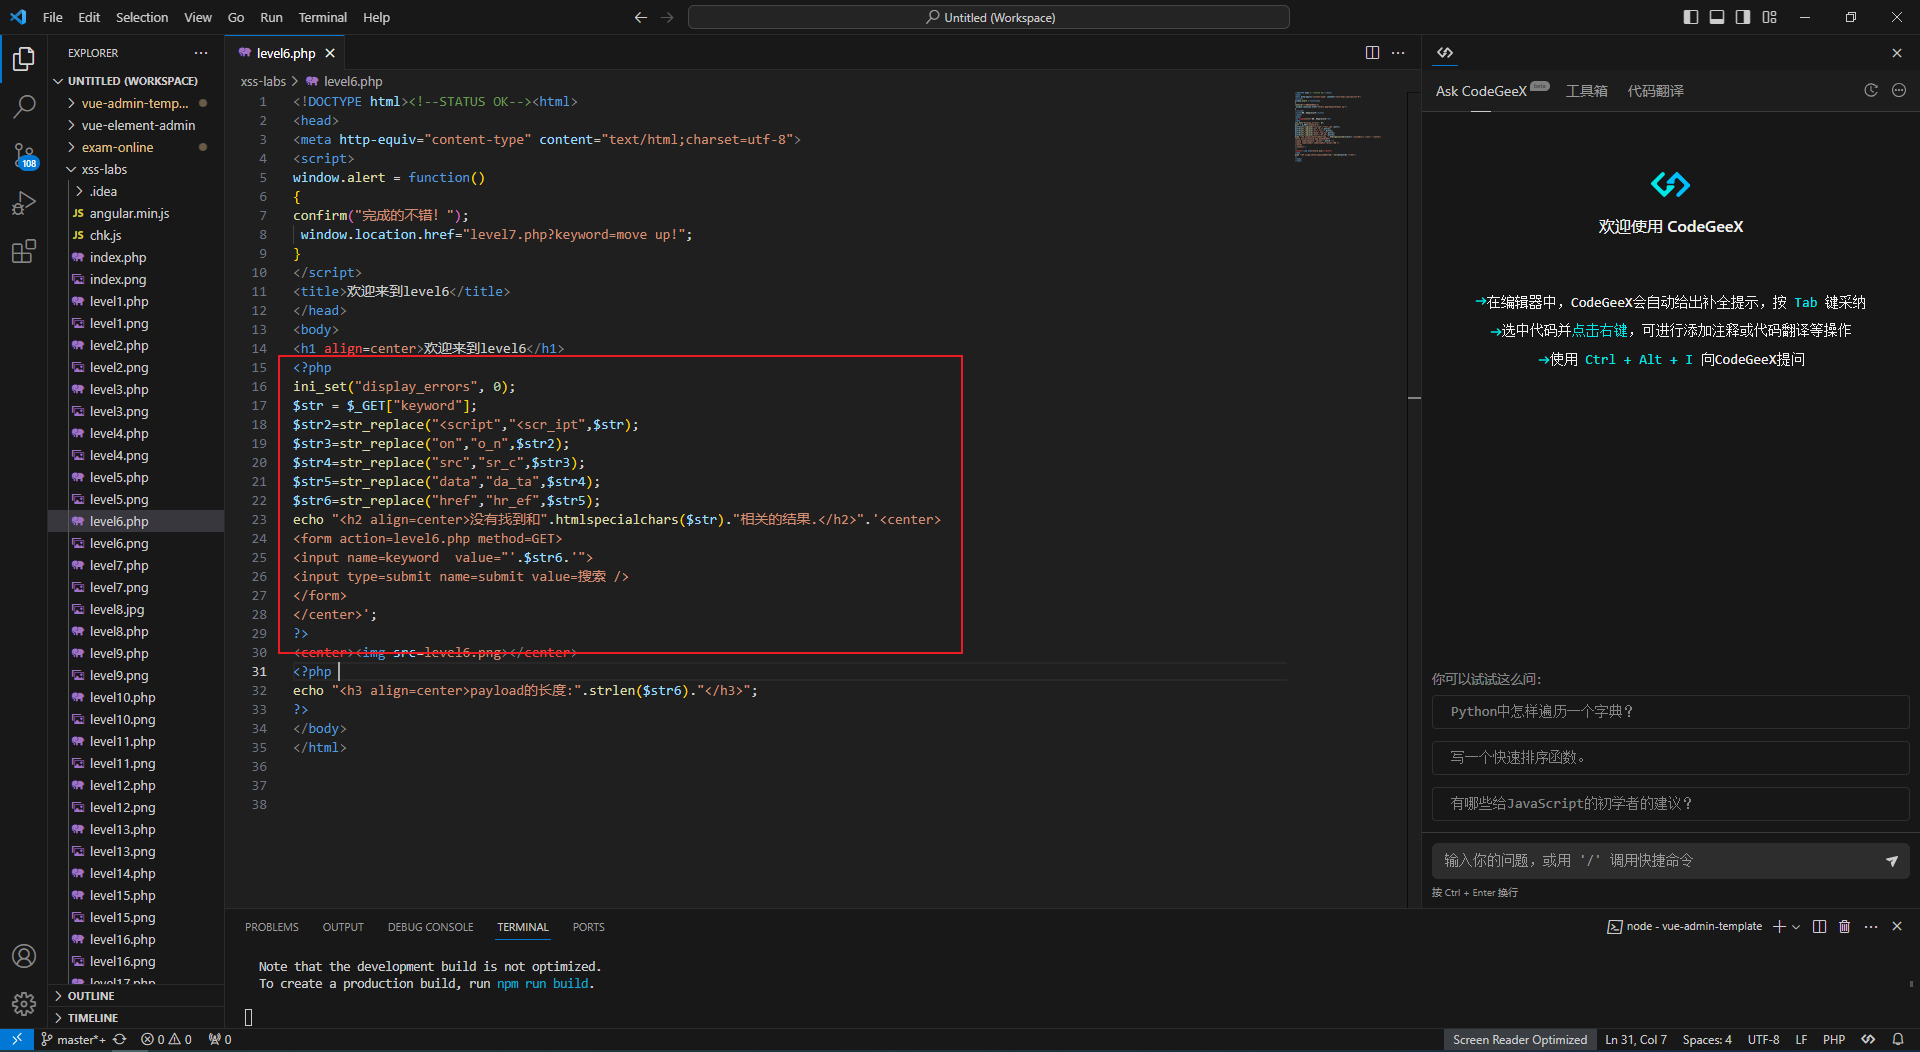 File Edit Selection View Go Run Terminal Help
Untitled (Workspace)
EXPLORER
UNTITLED (WORKSPACE)
vue-admin-temp...
vue-element-admin
exam-online
xss-labs
.idea
JS angular.min.js
JS chk.js
index.php
index.png
level1.php
level1.png
level2.php
level2.png
level3.php
level3.png
level4.php
level4.png
level5.php
level5.png
level6.php
level6.png
level7.php
level7.png
level8.jpg
level8.php
level9.php
level9.png
level10.php
level10.png
level11.php
level11.png
level12.php
level12.png
level13.php
level13.png
level14.php
level15.php
level15.png
level16.php
level16.png
level17.php
OUTLINE
TIMELINE
108
level6.php
xss-labs > level6.php
1 <!DOCTYPE html><!--STATUS OK--><html>
2 <head>
3 <meta http-equiv="content-type" content="text/html;charset=utf-8">
4 <script>
5 window.alert = function()
6 {
7 confirm("完成的不错！");
8 window.location.href="level7.php?keyword=move up!";
9 }
10 </script>
11 <title>欢迎来到level6</title>
12 </head>
13 <body>
14 <h1 align=center>欢迎来到level6</h1>
15 <?php
16 ini_set("display_errors", 0);
17 $str = $_GET["keyword"];
18 $str2=str_replace("<script","<scr_ipt",$str);
19 $str3=str_replace("on","o_n",$str2);
20 $str4=str_replace("src","sr_c",$str3);
21 $str5=str_replace("data","da_ta",$str4);
22 $str6=str_replace("href","hr_ef",$str5);
23 echo "<h2 align=center>没有找到和".htmlspecialchars($str)."相关的结果.</h2>".'<center>
24 <form action=level6.php method=GET>
25 <input name=keyword  value="'.$str6.'">
26 <input type=submit name=submit value=搜索 />
27 </form>
28 </center>';
29 ?>
30 <center><img src=level6.png></center>
31 <?php
32 echo "<h3 align=center>payload的长度:".strlen($str6)."</h3>";
33 ?>
34 </body>
35 </html>
36
37
38
Ask CodeGeeX beta 工具箱 代码翻译
欢迎使用 CodeGeeX
➔在编辑器中，CodeGeeX会自动给出补全提示，按 Tab 键采纳
➔选中代码并点击右键，可进行添加注释或代码翻译等操作
➔使用 Ctrl + Alt + I 向CodeGeeX提问
你可以试试这么问：
Python中怎样遍历一个字典？
写一个快速排序函数。
有哪些给JavaScript的初学者的建议？
输入你的问题，或用 '/' 调用快捷命令
按 Ctrl + Enter 换行
PROBLEMS OUTPUT DEBUG CONSOLE TERMINAL PORTS
node - vue-admin-template
Note that the development build is not optimized.
To create a production build, run npm run build.
master*+ 0 0 0
Screen Reader Optimized Ln 31, Col 7 Spaces: 4 UTF-8 LF PHP